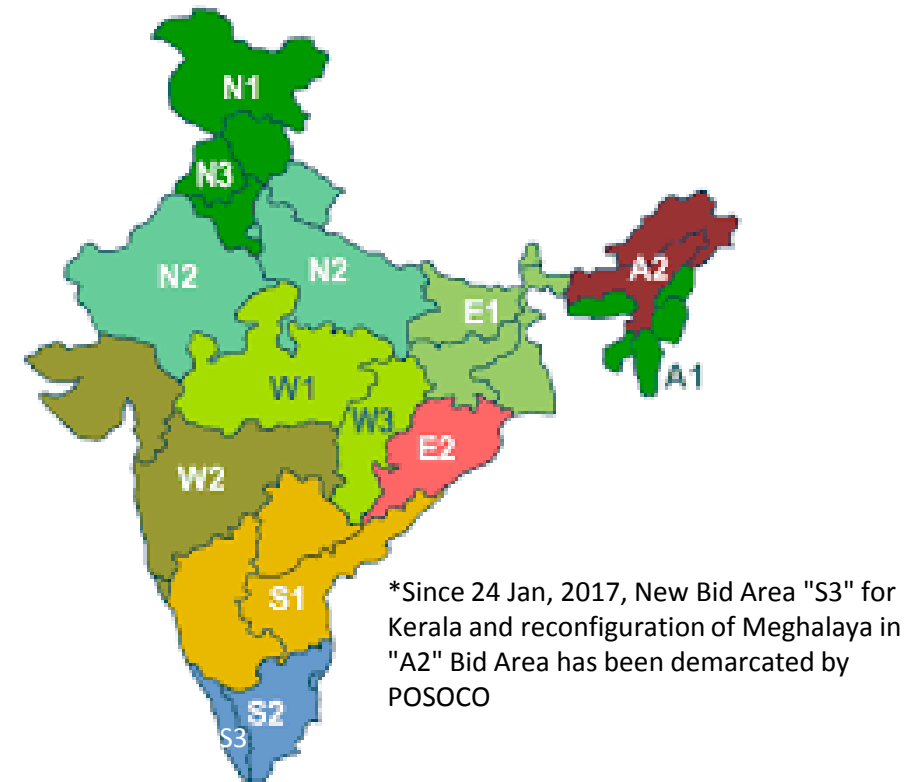 N1
N3
N2
N2
A2
E1
A1
W1
W3
E2
W2
*Since 24 Jan, 2017, New Bid Area "S3" for
S1
Kerala and reconfiguration of Meghalaya in
"A2" Bid Area has been demarcated by
POSOCO
S2
S3